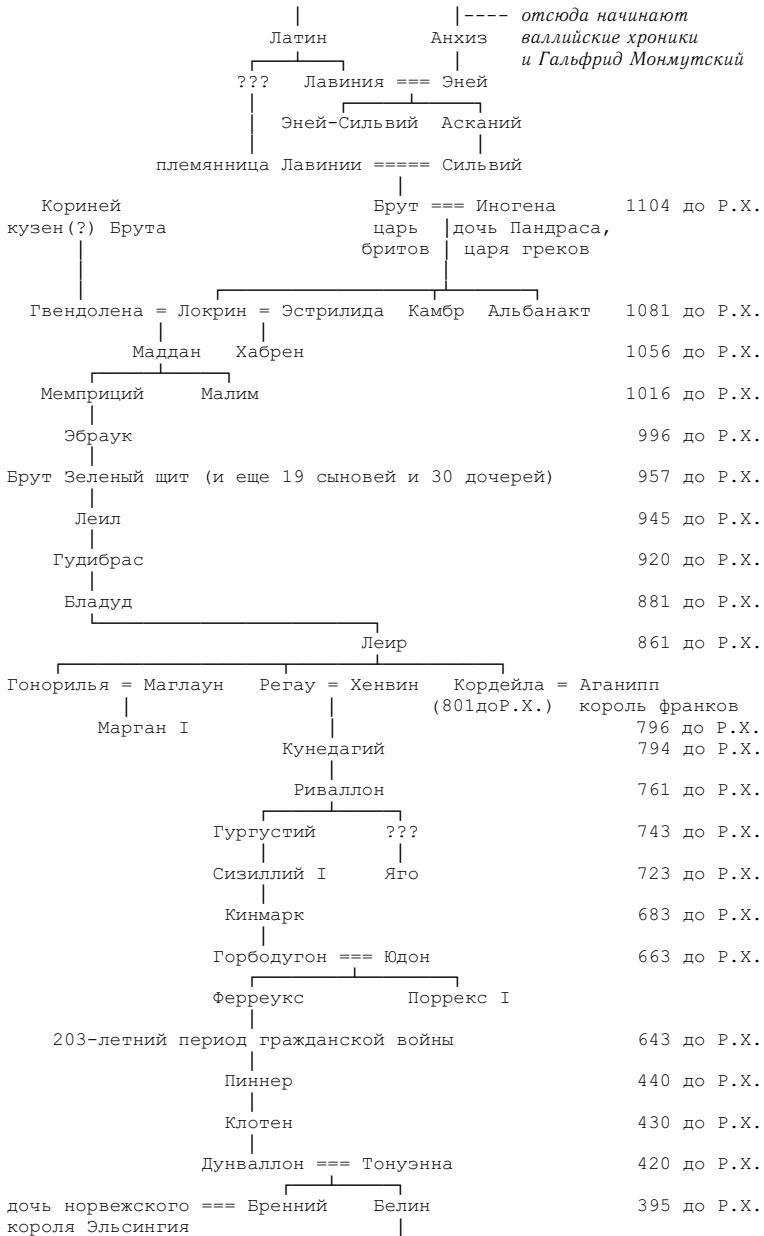 ---- отсюда начинают
Латин Анхиз валлийские хроники
и Гальфрид Монмутский
??? Лавиния === Эней
Эней-Сильвий Асканий
племянница Лавинии ===== Сильвий
Кориней Брут === Иногена 1104 до Р.Х.
кузен(?) Брута царь дочь Пандраса,
бритов царя греков
Гвендолена = Локрин = Эстрилида Камбр Альбанакт 1081 до Р.Х.
Маддан Хабрен 1056 до Р.Х.
Мемприций Малим 1016 до Р.Х.
Эбраук 996 до Р.Х.
Брут Зеленый щит (и еще 19 сыновей и 30 дочерей) 957 до Р.Х.
Леил 945 до Р.Х.
Гудибрас 920 до Р.Х.
Бладуд 881 до Р.Х.
Леир 861 до Р.Х.
Гонорилья = Маглаун Регау = Хенвин Кордейла = Аганипп
(801доР.Х.) король франков
Марган I 796 до Р.Х.
Кунедагий 794 до Р.Х.
Риваллон 761 до Р.Х.
Гургустий ??? 743 до Р.Х.
Сизиллий I Яго 723 до Р.Х.
Кинмарк 683 до Р.Х.
Горбодугон === Юдон 663 до Р.Х.
Ферреукс Поррекс I
203-летний период гражданской войны 643 до Р.Х.
Пиннер 440 до Р.Х.
Клотен 430 до Р.Х.
Дунваллон === Тонуэнна 420 до Р.Х.
дочь норвежского === Бренний Белин 395 до Р.Х.
короля Эльсингия